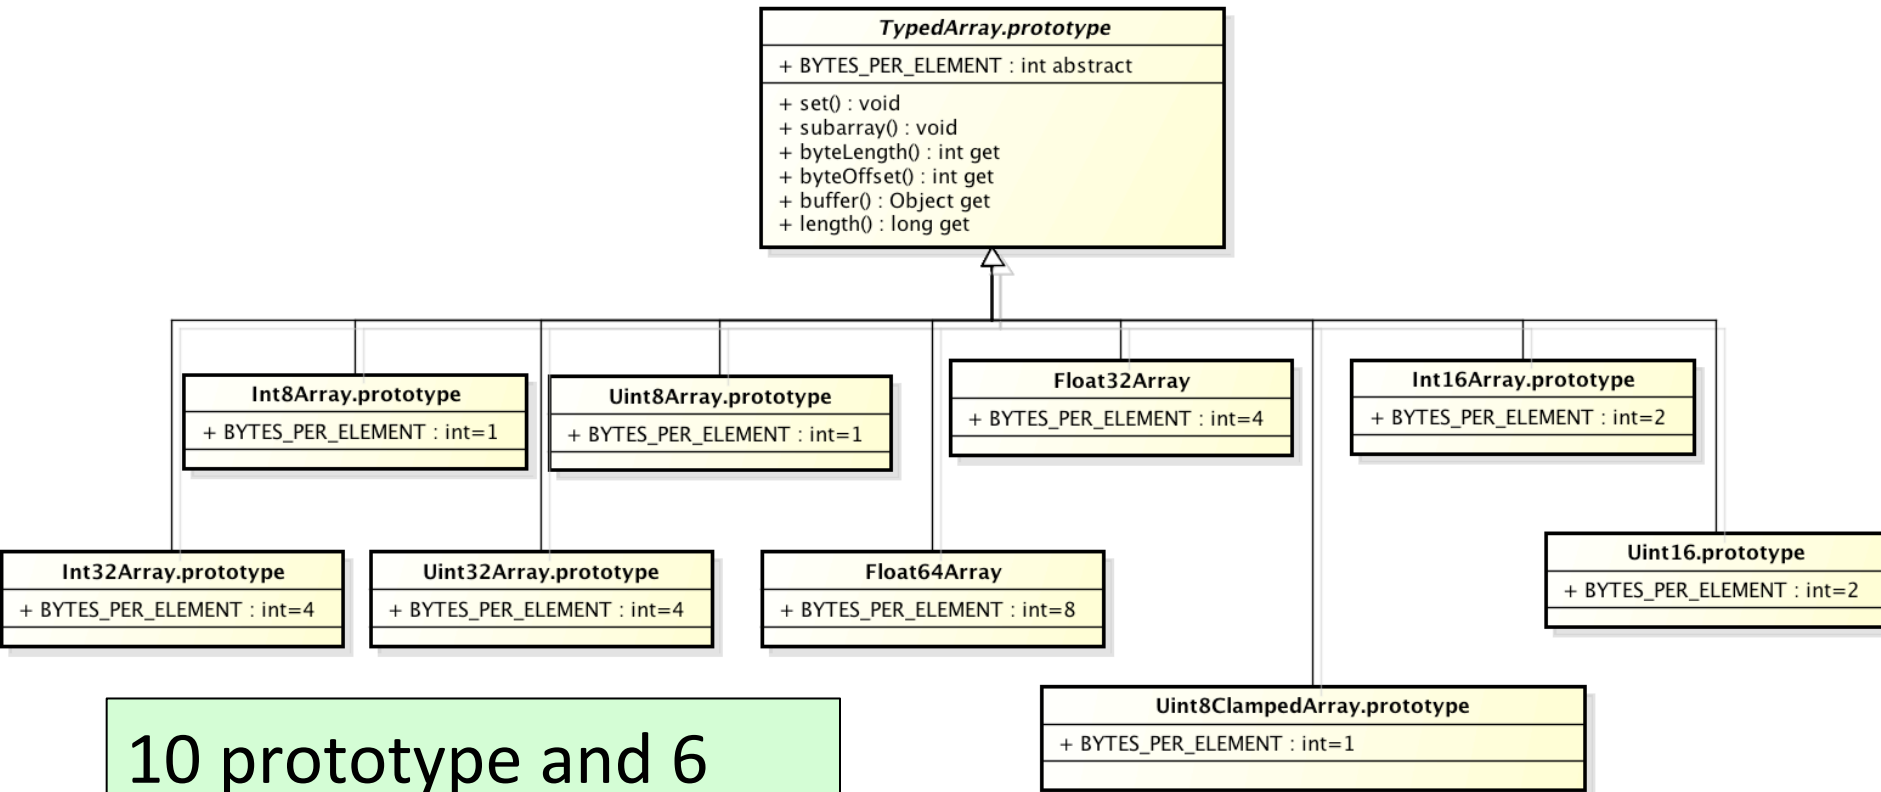 TypedArray.prototype
+ BYTES_PER_ELEMENT : int abstract
+ set() : void
+ subarray() : void
+ byteLength() : int get
+ byteOffset() : int get
+ buffer() : Object get
+ length() : long get
Int8Array.prototype
+ BYTES_PER_ELEMENT : int=1
Uint8Array.prototype
+ BYTES_PER_ELEMENT : int=1
Float32Array
+ BYTES_PER_ELEMENT : int=4
Int16Array.prototype
+ BYTES_PER_ELEMENT : int=2
Int32Array.prototype
+ BYTES_PER_ELEMENT : int=4
Uint32Array.prototype
+ BYTES_PER_ELEMENT : int=4
Float64Array
+ BYTES_PER_ELEMENT : int=8
Uint16.prototype
+ BYTES_PER_ELEMENT : int=2
Uint8ClampedArray.prototype
+ BYTES_PER_ELEMENT : int=1
10 prototype and 6